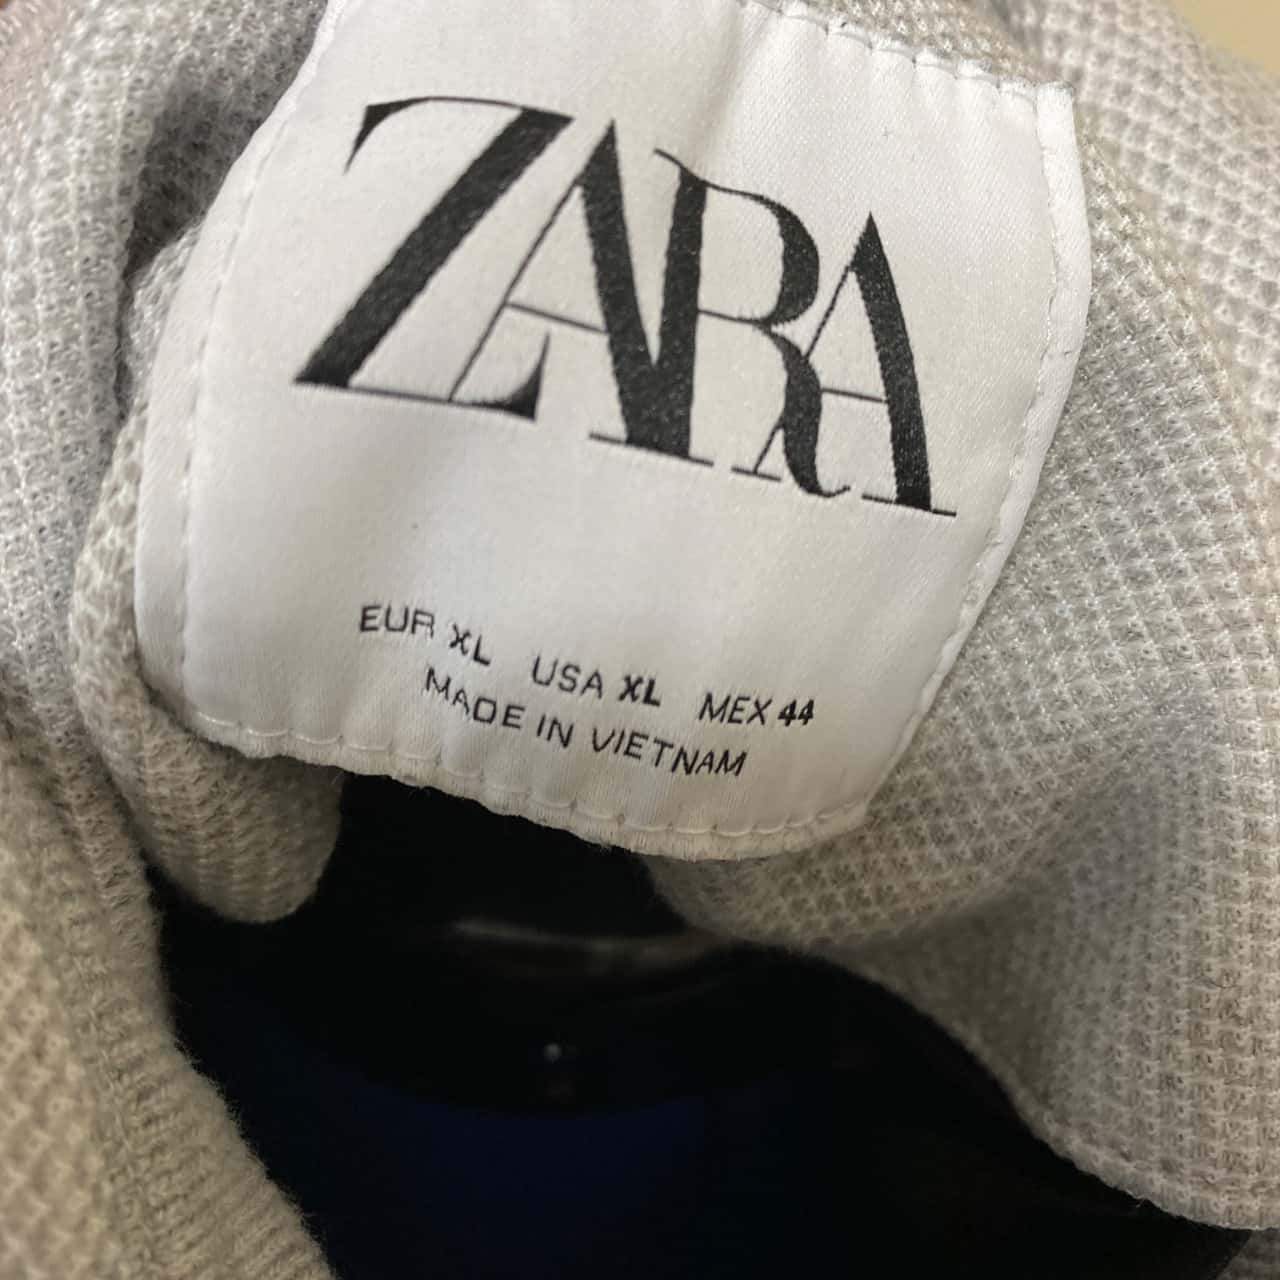 ZARA
EUR XL USA XL MEX 44
MADE IN VIETNAM